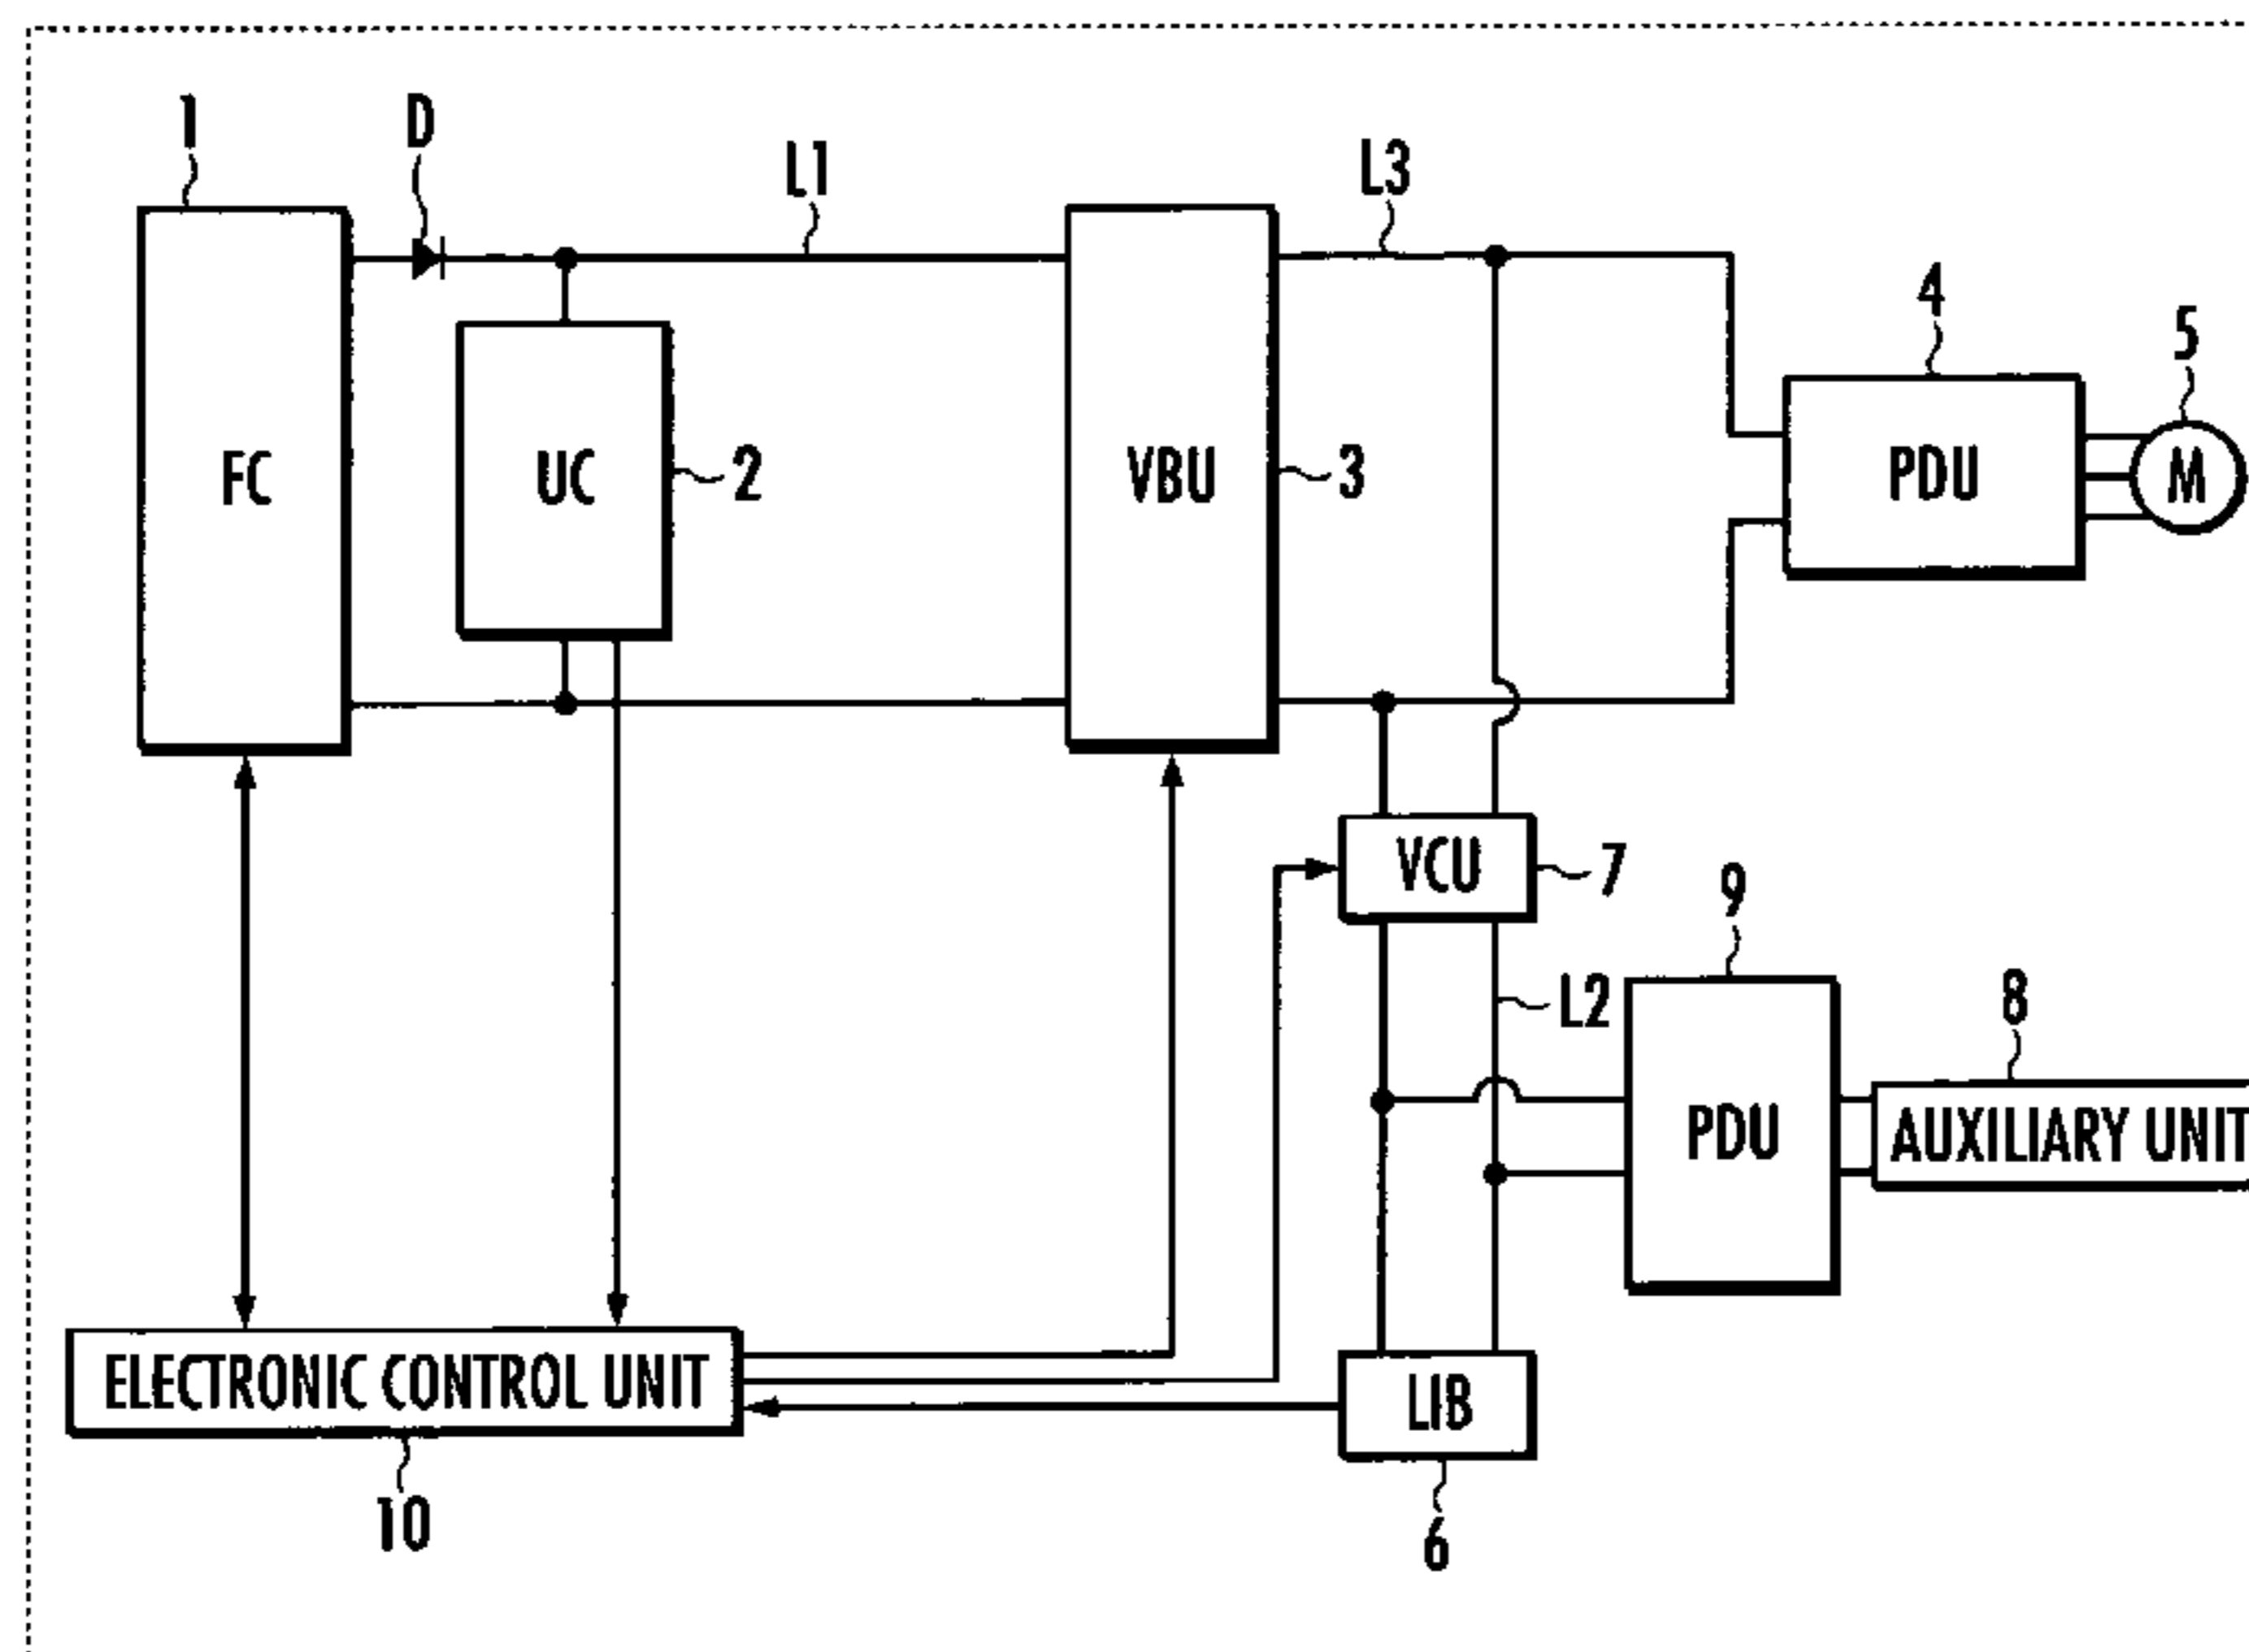 1
D
L1
L3
4
5
FC
UC
2
VBU
3
PDU
M
VCU
7
9
L2
8
PDU
AUXILIARY UNIT
ELECTRONIC CONTROL UNIT
LIB
10
6